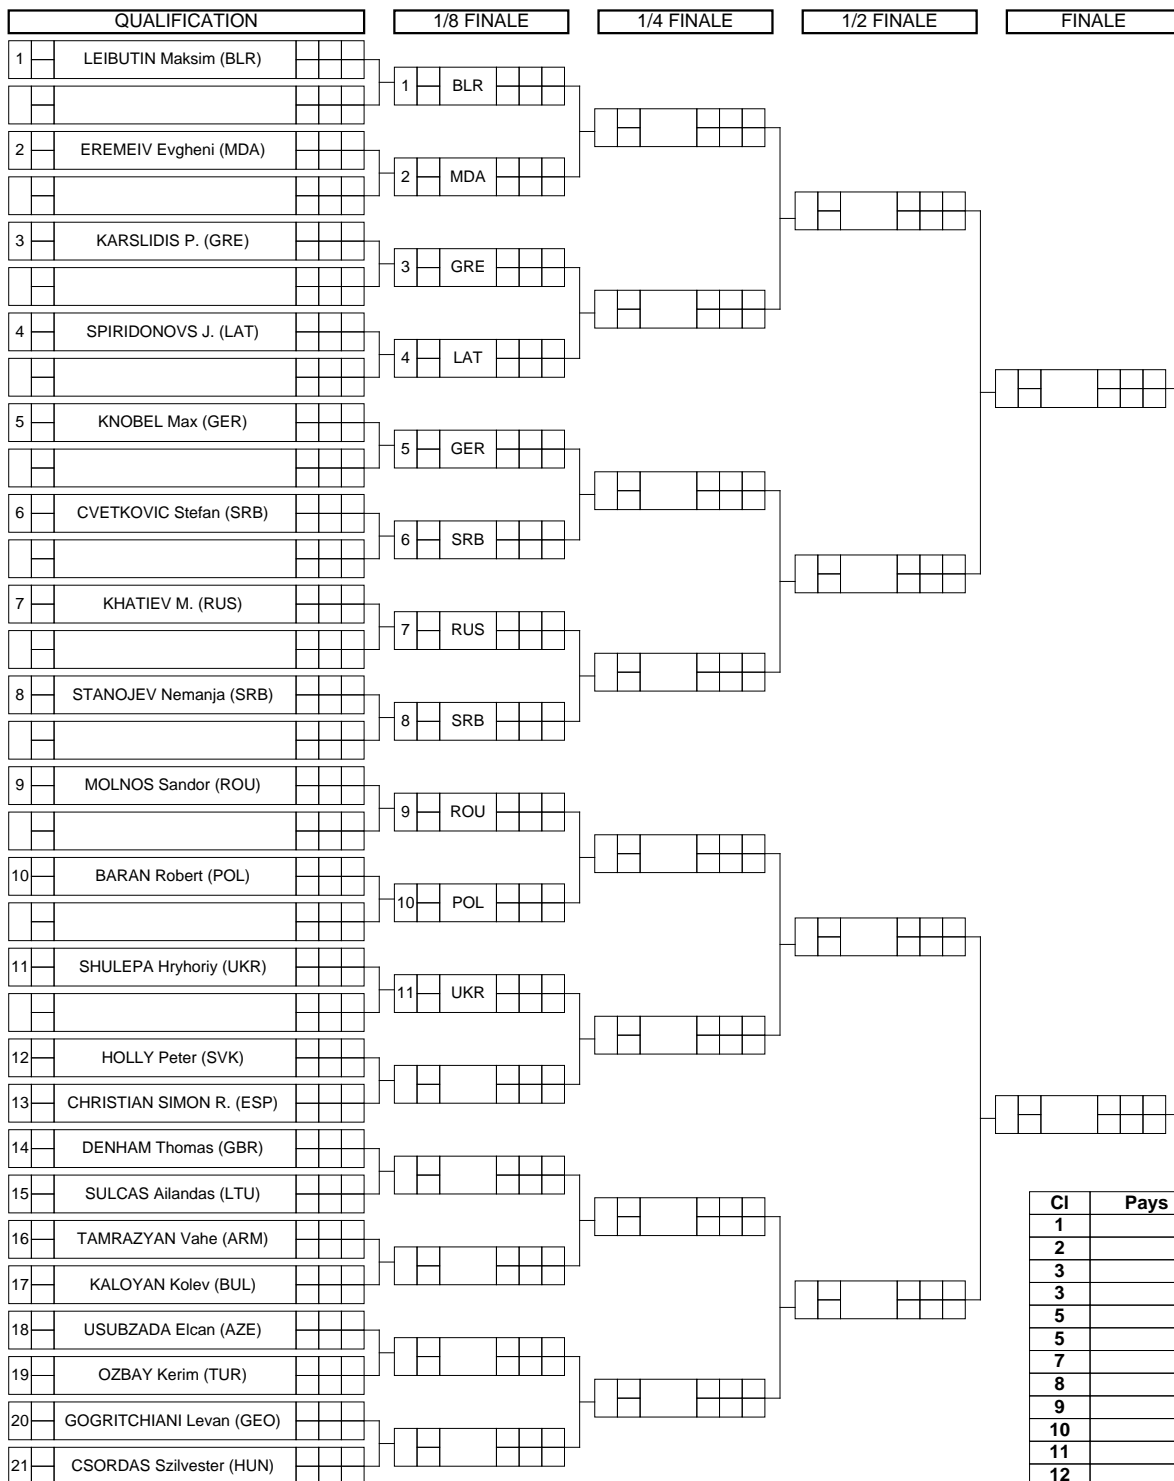 QUALIFICATION 1/8 FINALE 1/4 FINALE 1/2 FINALE FINALE
1 LEIBUTIN Maksim (BLR)
1 BLR
2 EREMEIV Evgheni (MDA)
2 MDA
3 KARSLIDIS P. (GRE)
3 GRE
4 SPIRIDONOVS J. (LAT)
4 LAT
5 KNOBEL Max (GER)
5 GER
6 CVETKOVIC Stefan (SRB)
6 SRB
7 KHATIEV M. (RUS)
7 RUS
8 STANOJEV Nemanja (SRB)
8 SRB
9 MOLNOS Sandor (ROU)
9 ROU
10 BARAN Robert (POL)
10 POL
11 SHULEPA Hryhoriy (UKR)
11 UKR
12 HOLLY Peter (SVK)
13 CHRISTIAN SIMON R. (ESP)
14 DENHAM Thomas (GBR)
15 SULCAS Ailandas (LTU)
16 TAMRAZYAN Vahe (ARM)
17 KALOYAN Kolev (BUL)
18 USUBZADA Elcan (AZE)
19 OZBAY Kerim (TUR)
20 GOGRITCHIANI Levan (GEO)
21 CSORDAS Szilvester (HUN)
Cl Pays
1
2
3
3
5
5
7
8
9
10
11
12